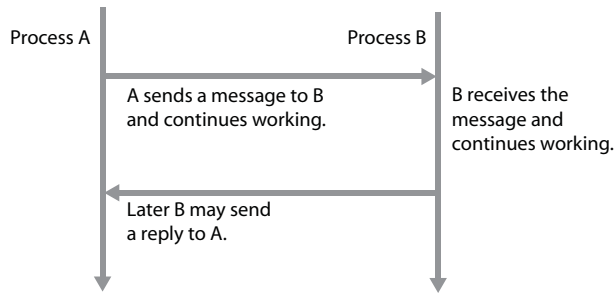 Process A
Process B
A sends a message to B
and continues working.
B receives the
message and
continues working.
Later B may send
a reply to A.